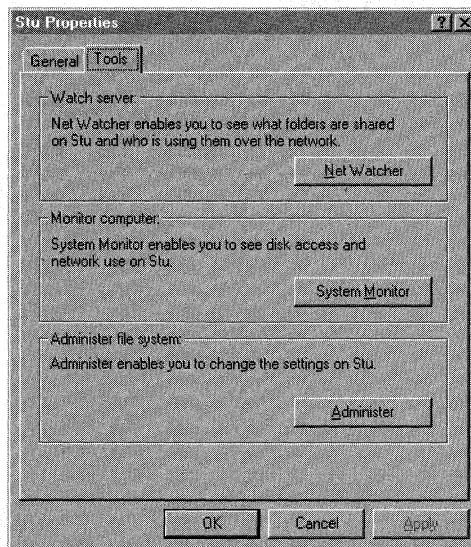 Stu Properties
General Tools
Watch server:
Net Watcher enables you to see what folders are shared
on Stu and who is using them over the network.
Net Watcher
Monitor computer:
System Monitor enables you to see disk access and
network use on Stu.
System Monitor
Administer file system:
Administer enables you to change the settings on Stu.
Administer
OK Cancel Apply